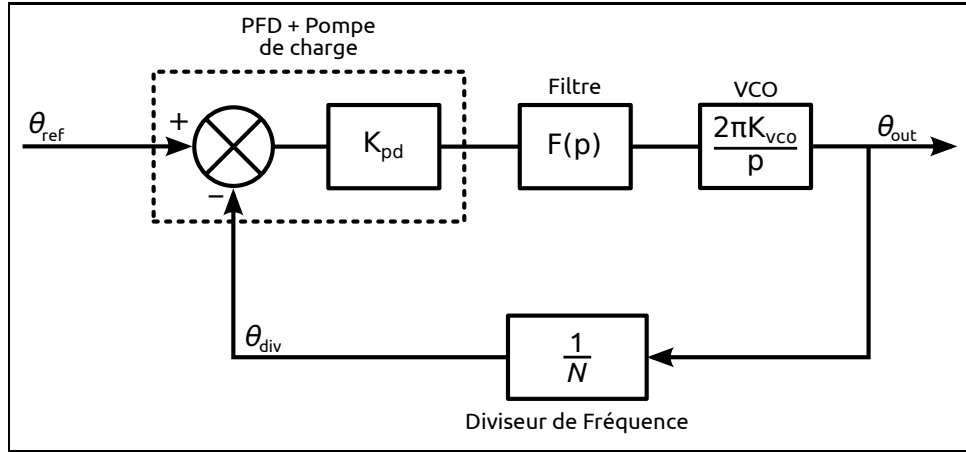 PFD + Pompe
de charge
Filtre
VCO
θref
+
Kpd
F(p)
2πKvco
p
θout
−
θdiv
1
N
Diviseur de Fréquence